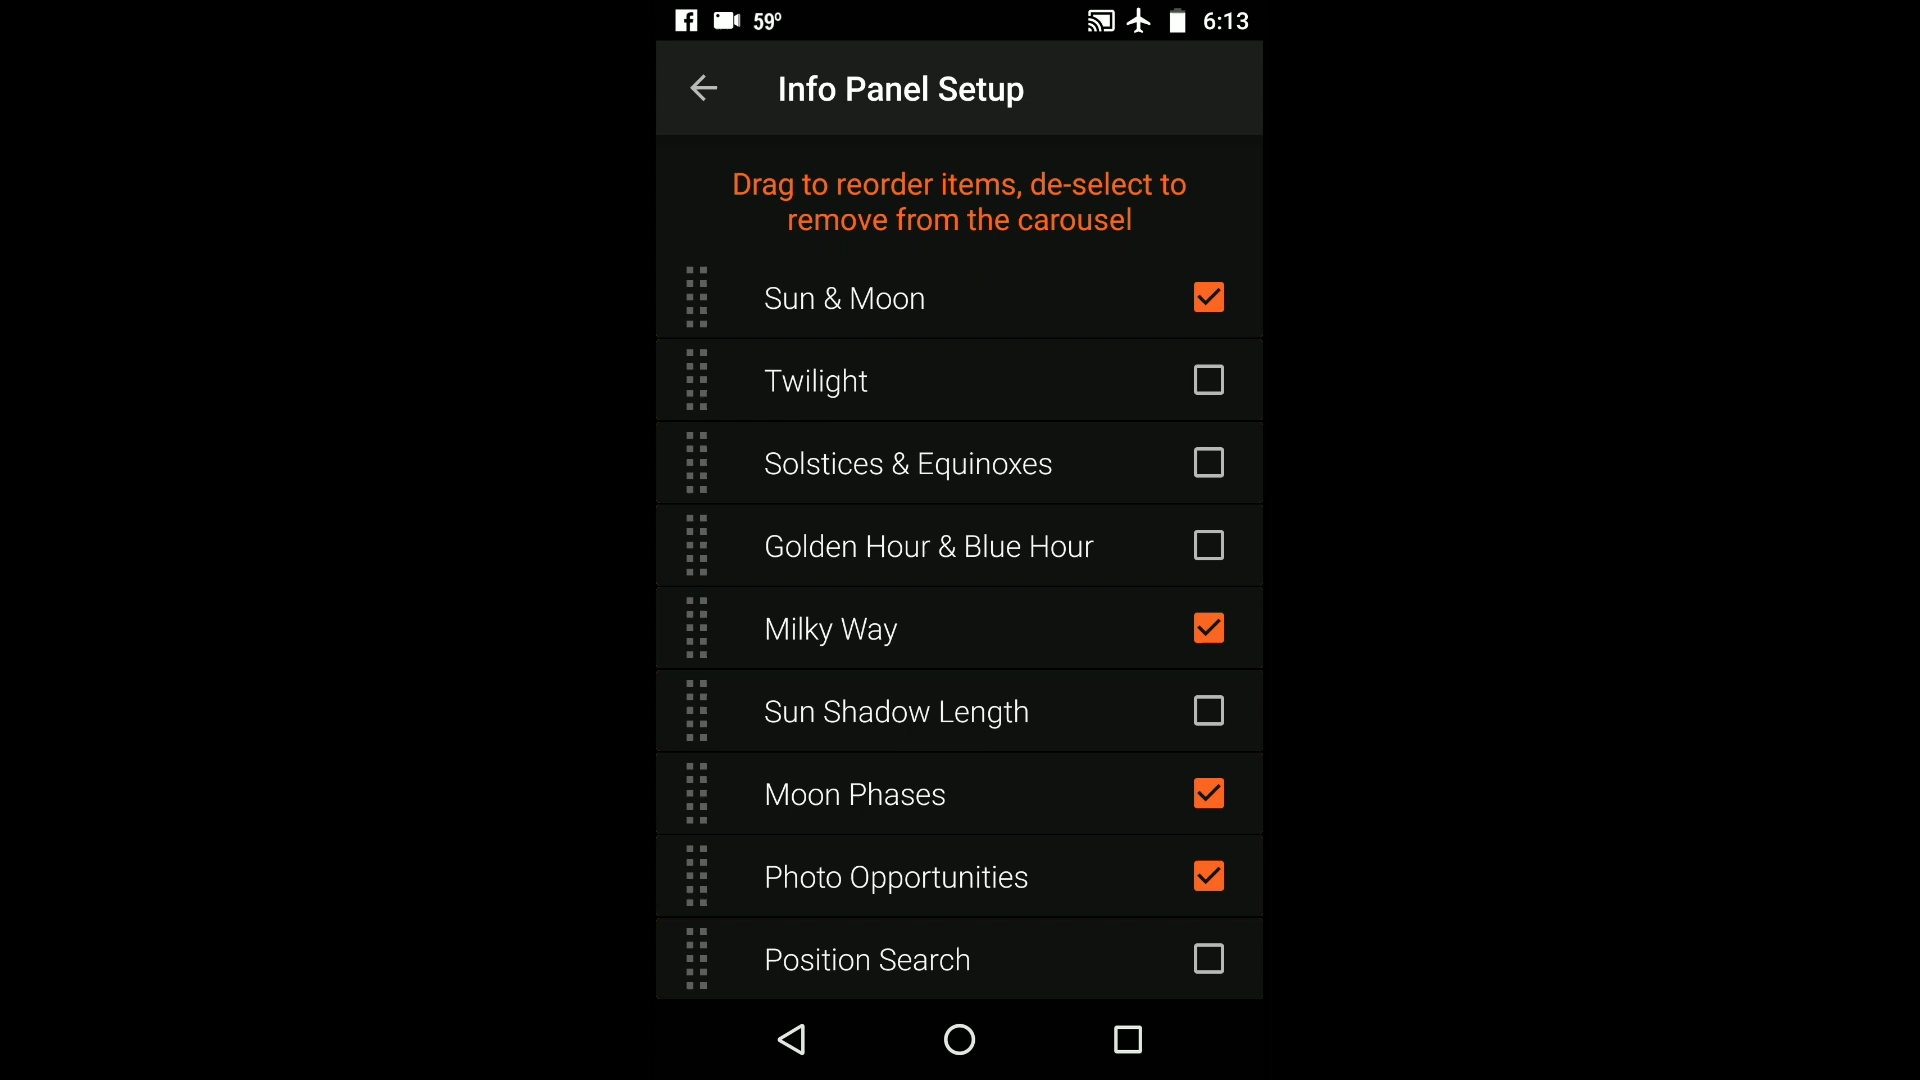 59º
6:13
Info Panel Setup
Drag to reorder items, de-select to
remove from the carousel
Sun & Moon
Twilight
Solstices & Equinoxes
Golden Hour & Blue Hour
Milky Way
Sun Shadow Length
Moon Phases
Photo Opportunities
Position Search